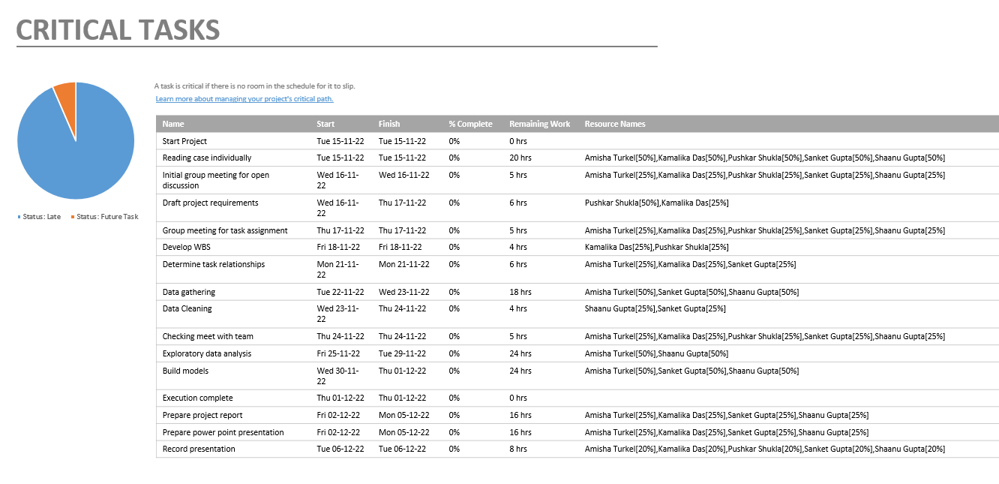 CRITICAL TASKS
A task is critical if there is no room in the schedule for it to slip.
Learn more about managing your project's critical path.
Status: Late Status: Future Task
Name Start Finish % Complete Remaining Work Resource Names
Start Project Tue 15-11-22 Tue 15-11-22 0% 0 hrs
Reading case individually Tue 15-11-22 Tue 15-11-22 0% 20 hrs Amisha Turkel[50%],Kamalika Das[50%],Pushkar Shukla[50%],Sanket Gupta[50%],Shaanu Gupta[50%]
Initial group meeting for open Wed 16-11- Wed 16-11-22 0% 5 hrs Amisha Turkel[25%],Kamalika Das[25%],Pushkar Shukla[25%],Sanket Gupta[25%],Shaanu Gupta[25%]
discussion 22
Draft project requirements Wed 16-11- Thu 17-11-22 0% 6 hrs Pushkar Shukla[50%],Kamalika Das[25%]
22
Group meeting for task assignment Thu 17-11-22 Thu 17-11-22 0% 5 hrs Amisha Turkel[25%],Kamalika Das[25%],Pushkar Shukla[25%],Sanket Gupta[25%],Shaanu Gupta[25%]
Develop WBS Fri 18-11-22 Fri 18-11-22 0% 4 hrs Kamalika Das[25%],Pushkar Shukla[25%]
Determine task relationships Mon 21-11- Mon 21-11-22 0% 6 hrs Amisha Turkel[25%],Kamalika Das[25%],Sanket Gupta[25%]
22
Data gathering Tue 22-11-22 Wed 23-11-22 0% 18 hrs Amisha Turkel[50%],Sanket Gupta[50%],Shaanu Gupta[50%]
Data Cleaning Wed 23-11- Thu 24-11-22 0% 4 hrs Shaanu Gupta[25%],Sanket Gupta[25%]
22
Checking meet with team Thu 24-11-22 Thu 24-11-22 0% 5 hrs Amisha Turkel[25%],Kamalika Das[25%],Pushkar Shukla[25%],Sanket Gupta[25%],Shaanu Gupta[25%]
Exploratory data analysis Fri 25-11-22 Tue 29-11-22 0% 24 hrs Amisha Turkel[50%],Shaanu Gupta[50%]
Build models Wed 30-11- Thu 01-12-22 0% 24 hrs Amisha Turkel[50%],Sanket Gupta[50%],Shaanu Gupta[50%]
22
Execution complete Thu 01-12-22 Thu 01-12-22 0% 0 hrs
Prepare project report Fri 02-12-22 Mon 05-12-22 0% 16 hrs Amisha Turkel[25%],Kamalika Das[25%],Sanket Gupta[25%],Shaanu Gupta[25%]
Prepare power point presentation Fri 02-12-22 Mon 05-12-22 0% 16 hrs Amisha Turkel[25%],Kamalika Das[25%],Sanket Gupta[25%],Shaanu Gupta[25%]
Record presentation Tue 06-12-22 Tue 06-12-22 0% 8 hrs Amisha Turkel[20%],Kamalika Das[20%],Pushkar Shukla[20%],Sanket Gupta[20%],Shaanu Gupta[20%]